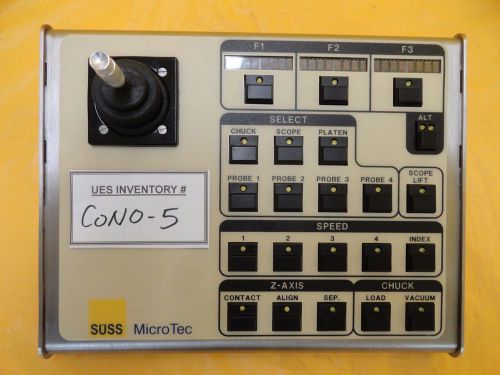 F1 F2 F3
ALT.
SELECT
CHUCK SCOPE PLATEN
PROBE 1 PROBE 2 PROBE 3 PROBE 4 SCOPE LIFT
UES INVENTORY #
CONO-5
SPEED
1 2 3 4 INDEX
Z-AXIS CHUCK
CONTACT ALIGN SEP. LOAD VACUUM
SÜSS MicroTec